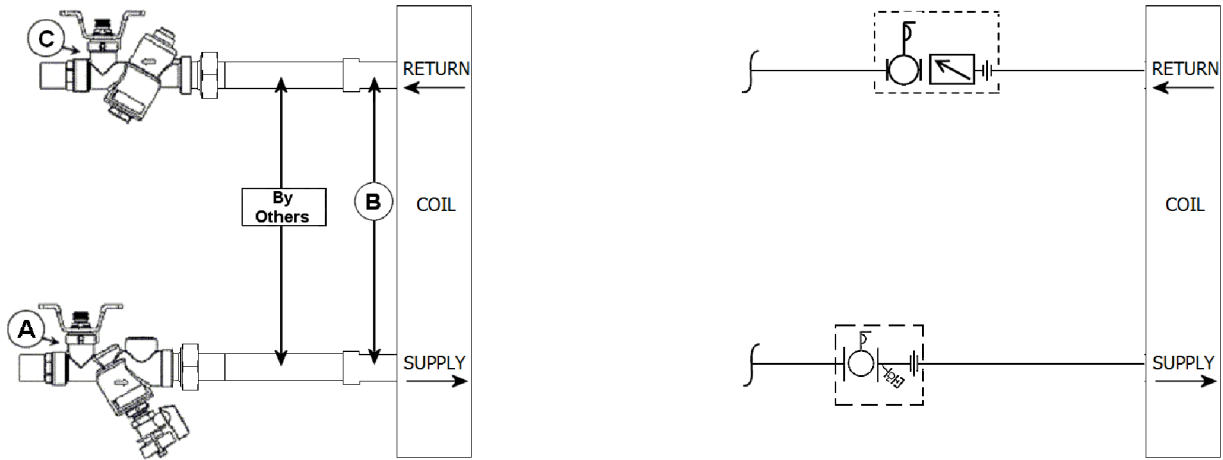 C
RETURN
By
Others
B
COIL
A
SUPPLY
RETURN
COIL
SUPPLY